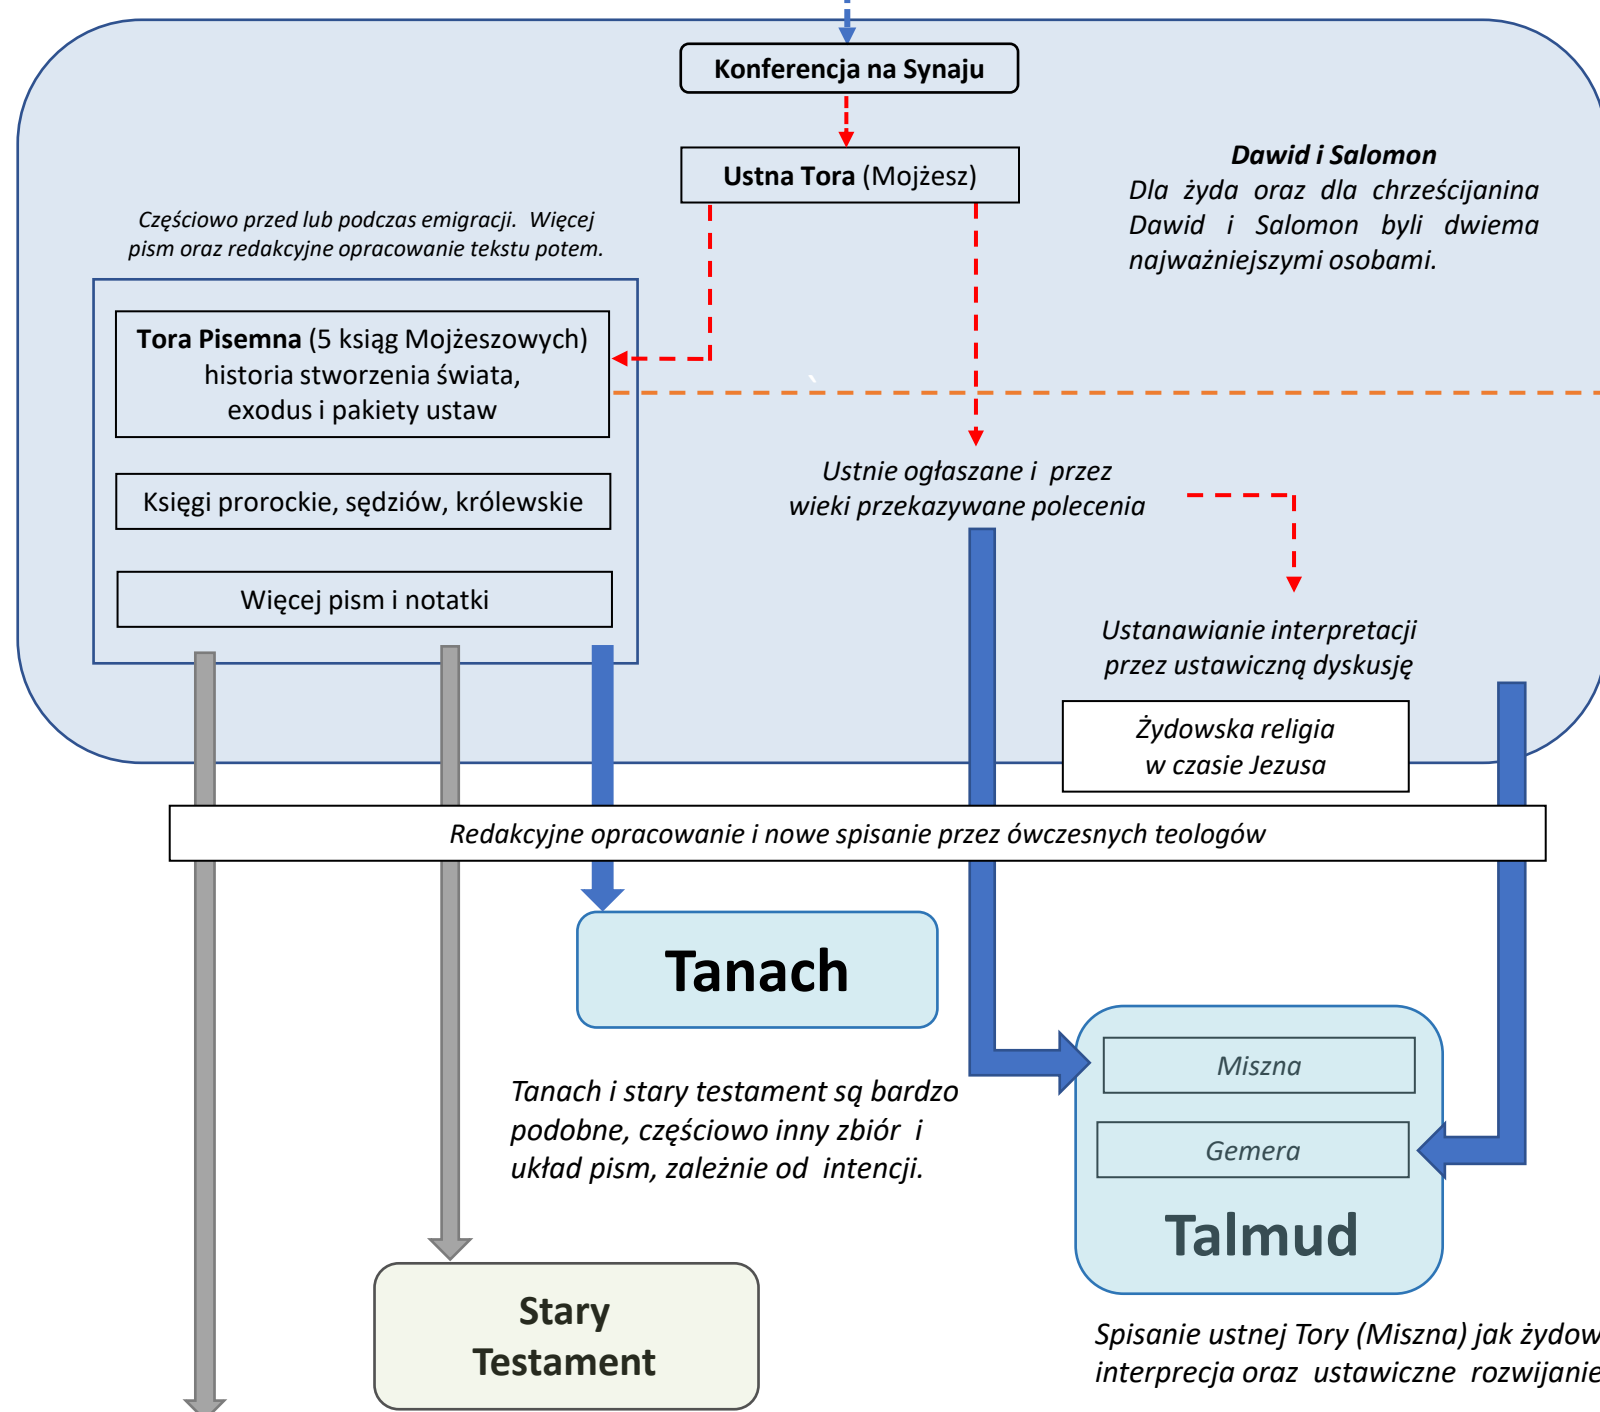 Konferencja na Synaju
Ustna Tora (Mojżesz)
Dawid i Salomon
Dla żyda oraz dla chrześcijanina
Dawid i Salomon byli dwiema
najważniejszymi osobami.
Częściowo przed lub podczas emigracji. Więcej
pism oraz redakcyjne opracowanie tekstu potem.
Tora Pisemna (5 ksiąg Mojżeszowych)
historia stworzenia świata,
exodus i pakiety ustaw
Księgi prorockie, sędziów, królewskie
Więcej pism i notatki
Ustnie ogłaszane i przez
wieki przekazywane polecenia
Ustanawianie interpretacji
przez ustawiczną dyskusję
Żydowska religia
w czasie Jezusa
Redakcyjne opracowanie i nowe spisanie przez ówczesnych teologów
Tanach
Tanach i stary testament są bardzo
podobne, częściowo inny zbiór i
układ pism, zależnie od intencji.
Miszna
Gemera
Talmud
Stary
Testament
Spisanie ustnej Tory (Miszna) jak żydow
interprecja oraz ustawiczne rozwijanie